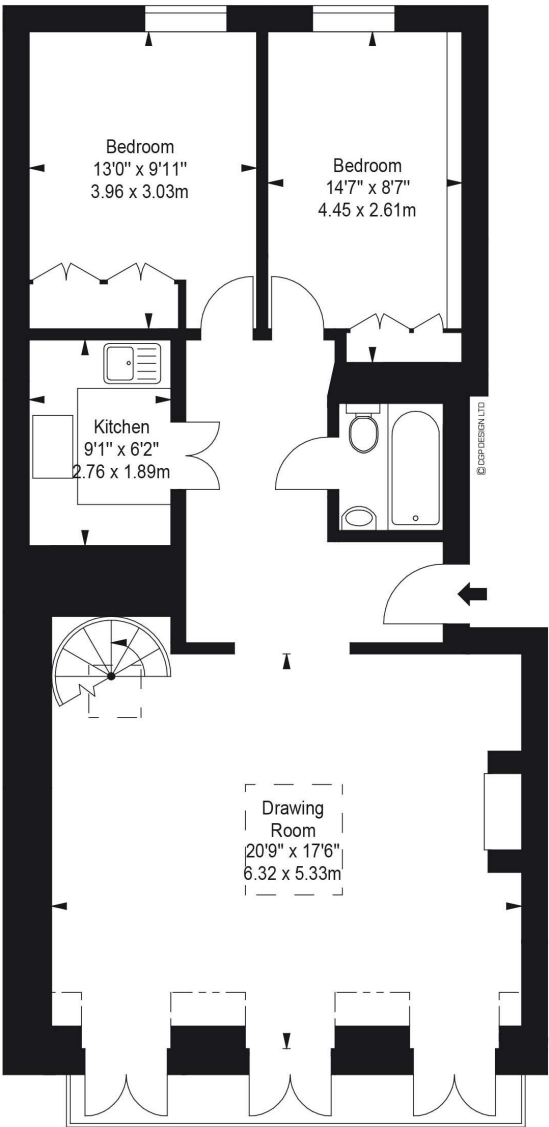 Bedroom
13'0" x 9'11"
3.96 x 3.03m
Bedroom
14'7" x 8'7"
4.45 x 2.61m
Kitchen
9'1" x 6'2"
2.76 x 1.89m
© CGP DESIGN LTD
Drawing
Room
20'9" x 17'6"
6.32 x 5.33m